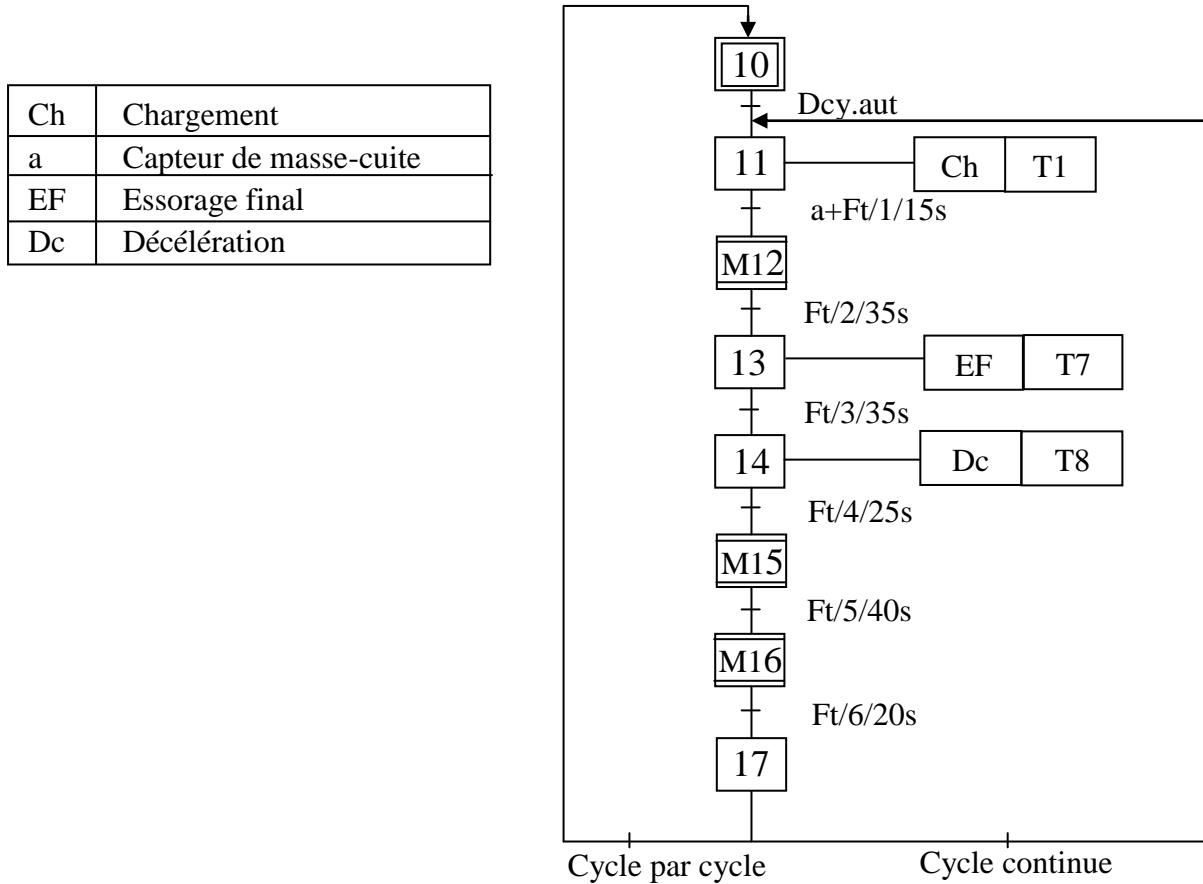 Ch Chargement
a Capteur de masse-cuite
EF Essorage final
Dc Décélération
10
Dcy.aut
11 Ch T1
a+Ft/1/15s
M12
Ft/2/35s
13 EF T7
Ft/3/35s
14 Dc T8
Ft/4/25s
M15
Ft/5/40s
M16
Ft/6/20s
17
Cycle par cycle Cycle continue